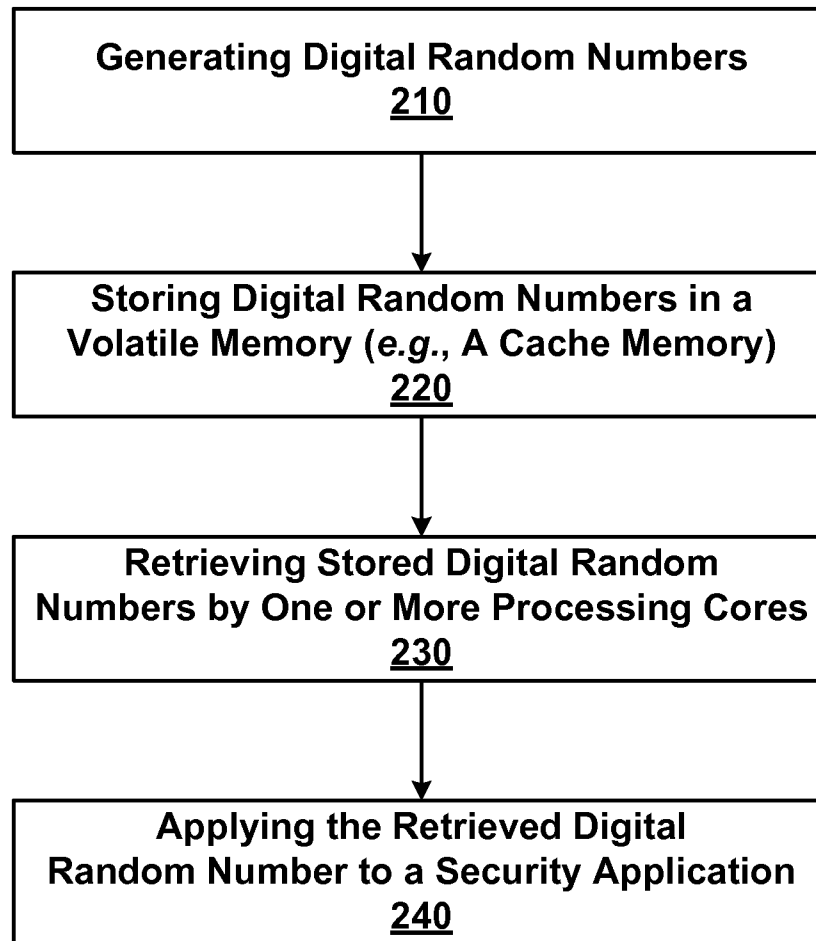 Generating Digital Random Numbers
210
Storing Digital Random Numbers in a
Volatile Memory (e.g., A Cache Memory)
220
Retrieving Stored Digital Random
Numbers by One or More Processing Cores
230
Applying the Retrieved Digital
Random Number to a Security Application
240